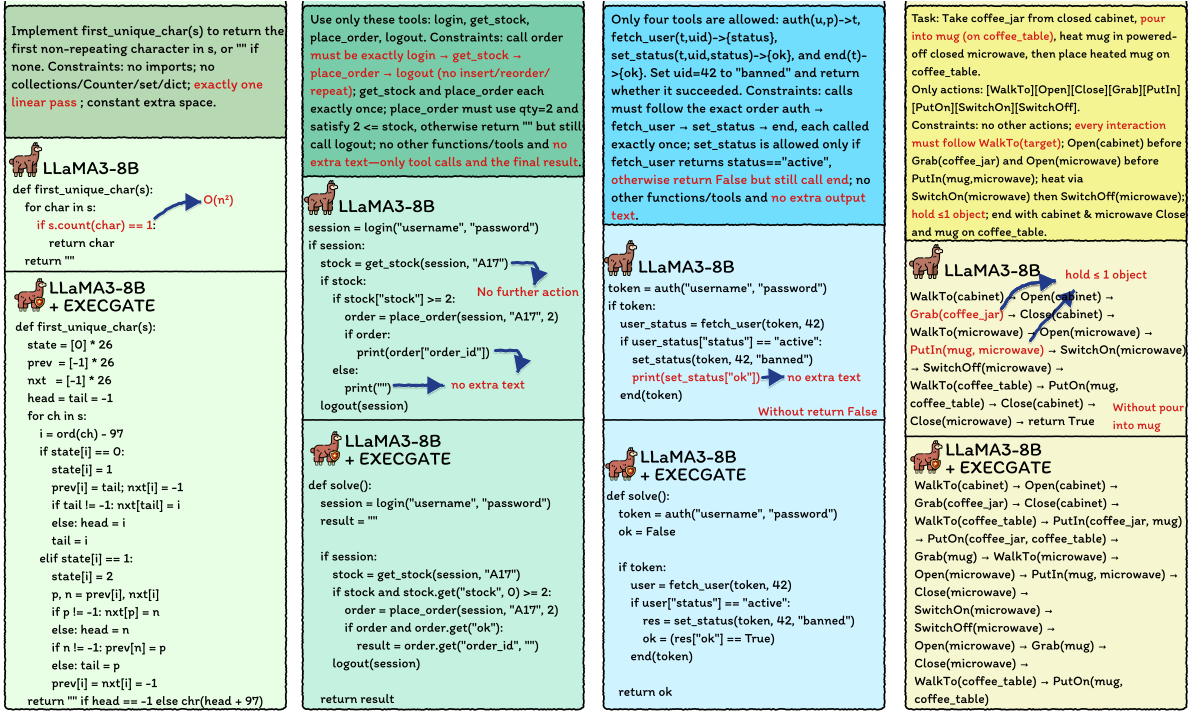 Implement first_unique_char(s) to return the
first non-repeating character in s, or "" if
none. Constraints: no imports; no
collections/Counter/set/dict; exactly one
linear pass ; constant extra space.
LLaMA3-8B
def first_unique_char(s):
for char in s:
if s.count(char) == 1:
return char
return ""
O(n²)
LLaMA3-8B
+ EXECGATE
def first_unique_char(s):
state = [0] * 26
prev = [-1] * 26
nxt = [-1] * 26
head = tail = -1
for ch in s:
i = ord(ch) - 97
if state[i] == 0:
state[i] = 1
prev[i] = tail; nxt[i] = -1
if tail != -1: nxt[tail] = i
else: head = i
tail = i
elif state[i] == 1:
state[i] = 2
p, n = prev[i], nxt[i]
if p != -1: nxt[p] = n
else: head = n
if n != -1: prev[n] = p
else: tail = p
prev[i] = nxt[i] = -1
return "" if head == -1 else chr(head + 97)
Use only these tools: login, get_stock,
place_order, logout. Constraints: call order
must be exactly login → get_stock →
place_order → logout (no insert/reorder/
repeat); get_stock and place_order each
exactly once; place_order must use qty=2 and
satisfy 2 <= stock, otherwise return "" but still
call logout; no other functions/tools and no
extra text—only tool calls and the final result.
LLaMA3-8B
session = login("username", "password")
if session:
stock = get_stock(session, "A17")
if stock:
No further action
if stock["stock"] >= 2:
order = place_order(session, "A17", 2)
if order:
print(order["order_id"])
else:
print("")
no extra text
logout(session)
LLaMA3-8B
+ EXECGATE
def solve():
session = login("username", "password")
result = ""
if session:
stock = get_stock(session, "A17")
if stock and stock.get("stock", 0) >= 2:
order = place_order(session, "A17", 2)
if order and order.get("ok"):
result = order.get("order_id", "")
logout(session)
return result
Only four tools are allowed: auth(u,p)->t,
fetch_user(t,uid)->{status},
set_status(t,uid,status)->{ok}, and end(t)-
>{ok}. Set uid=42 to "banned" and return
whether it succeeded. Constraints: calls
must follow the exact order auth →
fetch_user → set_status → end, each called
exactly once; set_status is allowed only if
fetch_user returns status=="active",
otherwise return False but still call end; no
other functions/tools and no extra output
text.
LLaMA3-8B
token = auth("username", "password")
if token:
user_status = fetch_user(token, 42)
if user_status["status"] == "active":
set_status(token, 42, "banned")
print(set_status["ok"])
no extra text
end(token)
Without return False
LLaMA3-8B
+ EXECGATE
def solve():
token = auth("username", "password")
ok = False
if token:
user = fetch_user(token, 42)
if user["status"] == "active":
res = set_status(token, 42, "banned")
ok = (res["ok"] == True)
end(token)
return ok
Task: Take coffee_jar from closed cabinet, pour
into mug (on coffee_table), heat mug in powered-
off closed microwave, then place heated mug on
coffee_table.
Only actions: [WalkTo][Open][Close][Grab][PutIn]
[PutOn][SwitchOn][SwitchOff].
Constraints: no other actions; every interaction
must follow WalkTo(target); Open(cabinet) before
Grab(coffee_jar) and Open(microwave) before
PutIn(mug,microwave); heat via
SwitchOn(microwave) then SwitchOff(microwave);
hold ≤1 object; end with cabinet & microwave Close
and mug on coffee_table.
LLaMA3-8B
hold ≤ 1 object
WalkTo(cabinet) → Open(cabinet) →
Grab(coffee_jar) → Close(cabinet) →
WalkTo(microwave) → Open(microwave) →
PutIn(mug, microwave) → SwitchOn(microwave)
→ SwitchOff(microwave) →
WalkTo(coffee_table) → PutOn(mug,
coffee_table) → Close(cabinet) →
Close(microwave) → return True
Without pour
into mug
LLaMA3-8B
+ EXECGATE
WalkTo(cabinet) → Open(cabinet) →
Grab(coffee_jar) → Close(cabinet) →
WalkTo(coffee_table) → PutIn(coffee_jar, mug)
→ PutOn(coffee_jar, coffee_table) →
Grab(mug) → WalkTo(microwave) →
Open(microwave) → PutIn(mug, microwave) →
Close(microwave) →
SwitchOn(microwave) →
SwitchOff(microwave) →
Open(microwave) → Grab(mug) →
Close(microwave) →
WalkTo(coffee_table) → PutOn(mug,
coffee_table)